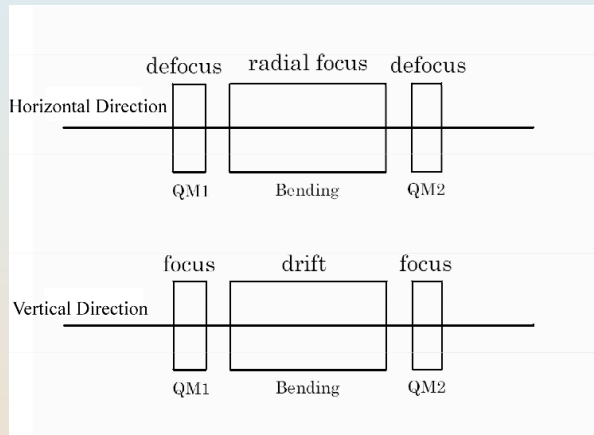 defocus radial focus defocus
Horizontal Direction
QM1 Bending QM2
focus drift focus
Vertical Direction
QM1 Bending QM2